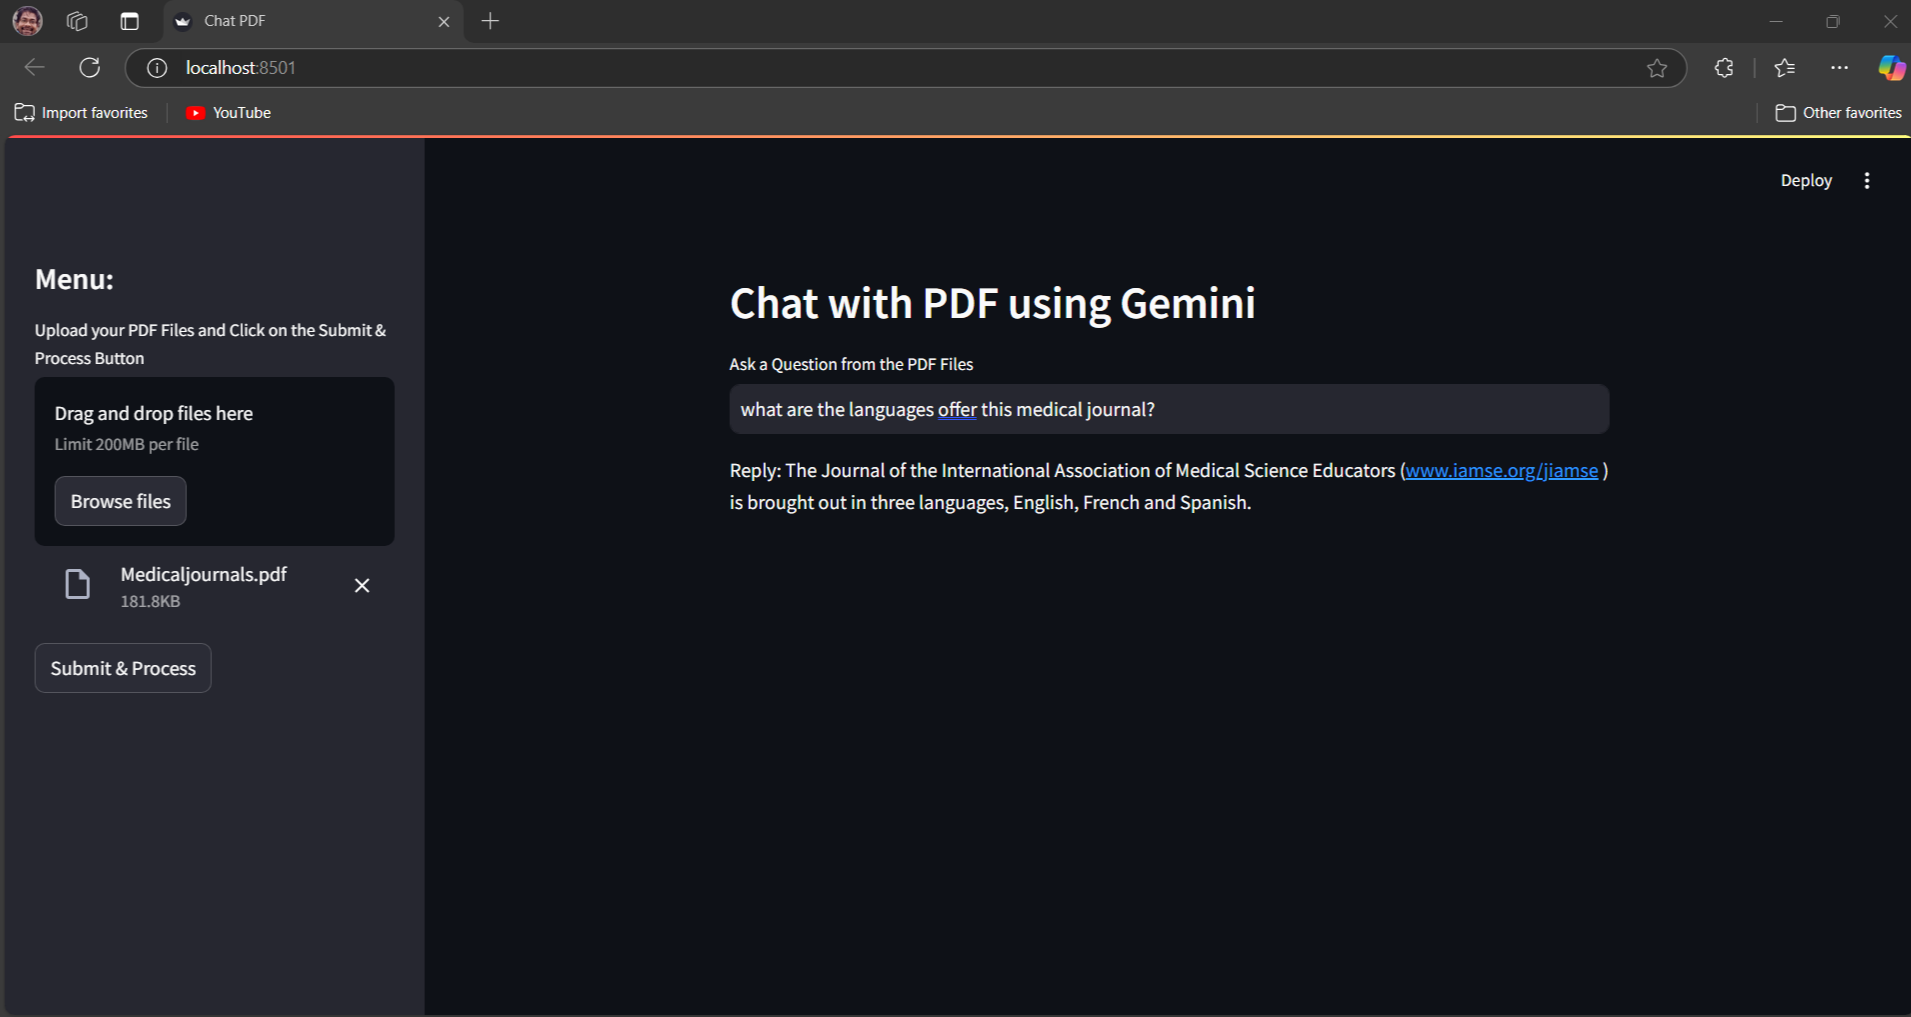 Chat PDF
localhost:8501
Import favorites
YouTube
Other favorites
Deploy
Menu:
Upload your PDF Files and Click on the Submit &
Process Button
Drag and drop files here
Limit 200MB per file
Browse files
Medicaljournals.pdf
181.8KB
Submit & Process
Chat with PDF using Gemini
Ask a Question from the PDF Files
what are the languages offer this medical journal?
Reply: The Journal of the International Association of Medical Science Educators (www.iamse.org/jiamse )
is brought out in three languages, English, French and Spanish.